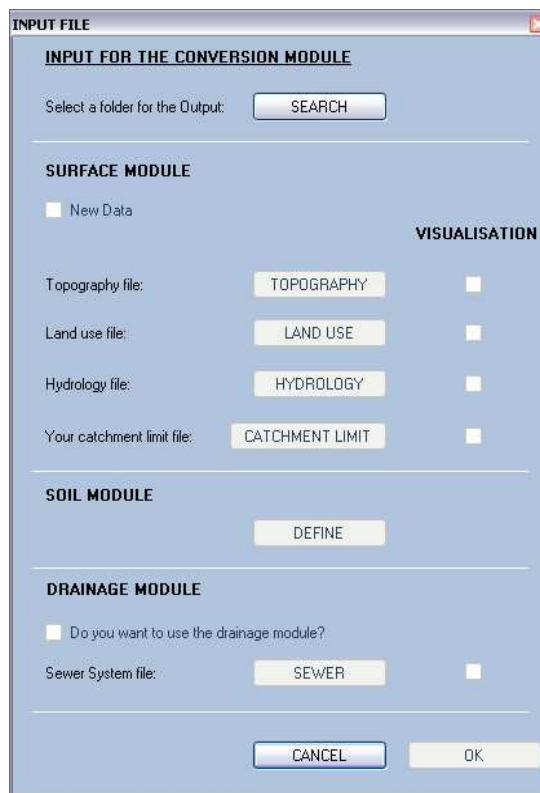 INPUT FILE
INPUT FOR THE CONVERSION MODULE
Select a folder for the Output: SEARCH
SURFACE MODULE
New Data
VISUALISATION
Topography file: TOPOGRAPHY
Land use file: LAND USE
Hydrology file: HYDROLOGY
Your catchment limit file: CATCHMENT LIMIT
SOIL MODULE
DEFINE
DRAINAGE MODULE
Do you want to use the drainage module?
Sewer System file: SEWER
CANCEL OK